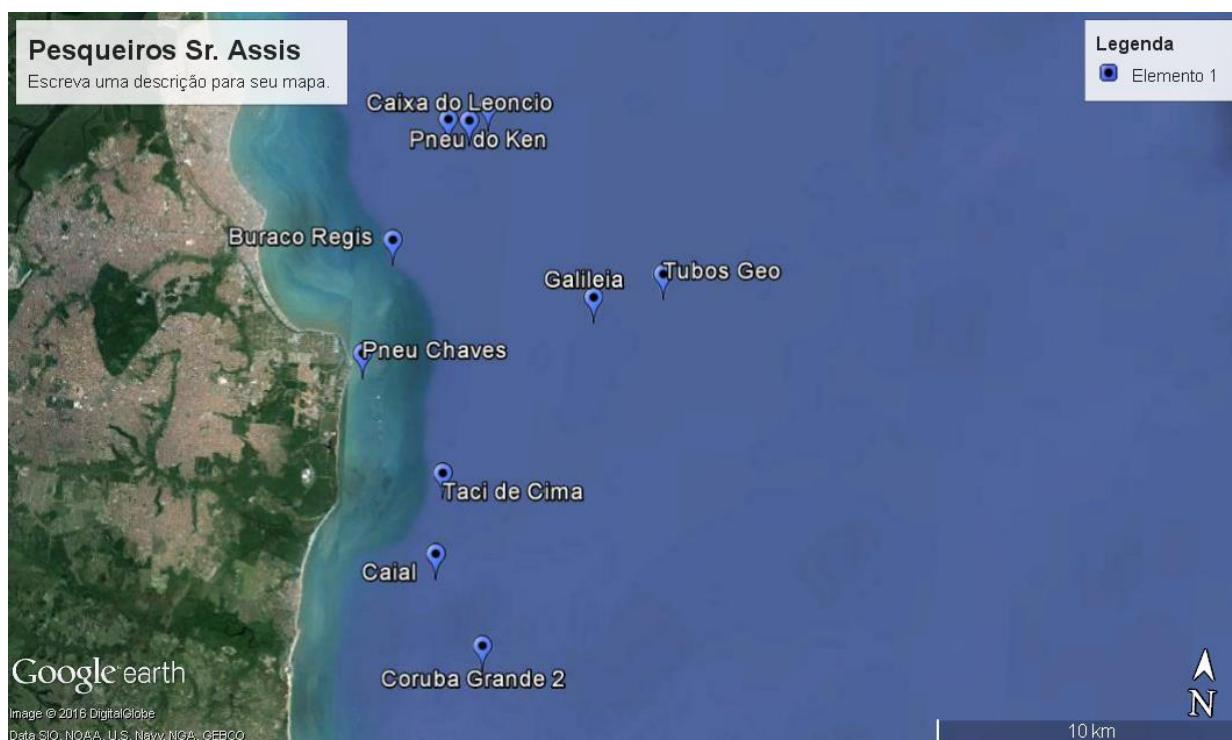 Pesqueiros Sr. Assis
Escreva uma descrição para seu mapa.
Legenda
Elemento 1
Caixa do Leoncio
Pneu do Ken
Buraco Regis
Galileia
Tubos Geo
Pneu Chaves
Taci de Cima
Caial
Coruba Grande 2
Google earth
Image © 2016 DigitalGlobe
Data SIO, NOAA, U.S. Navy, NGA, GEBCO
N
10 km